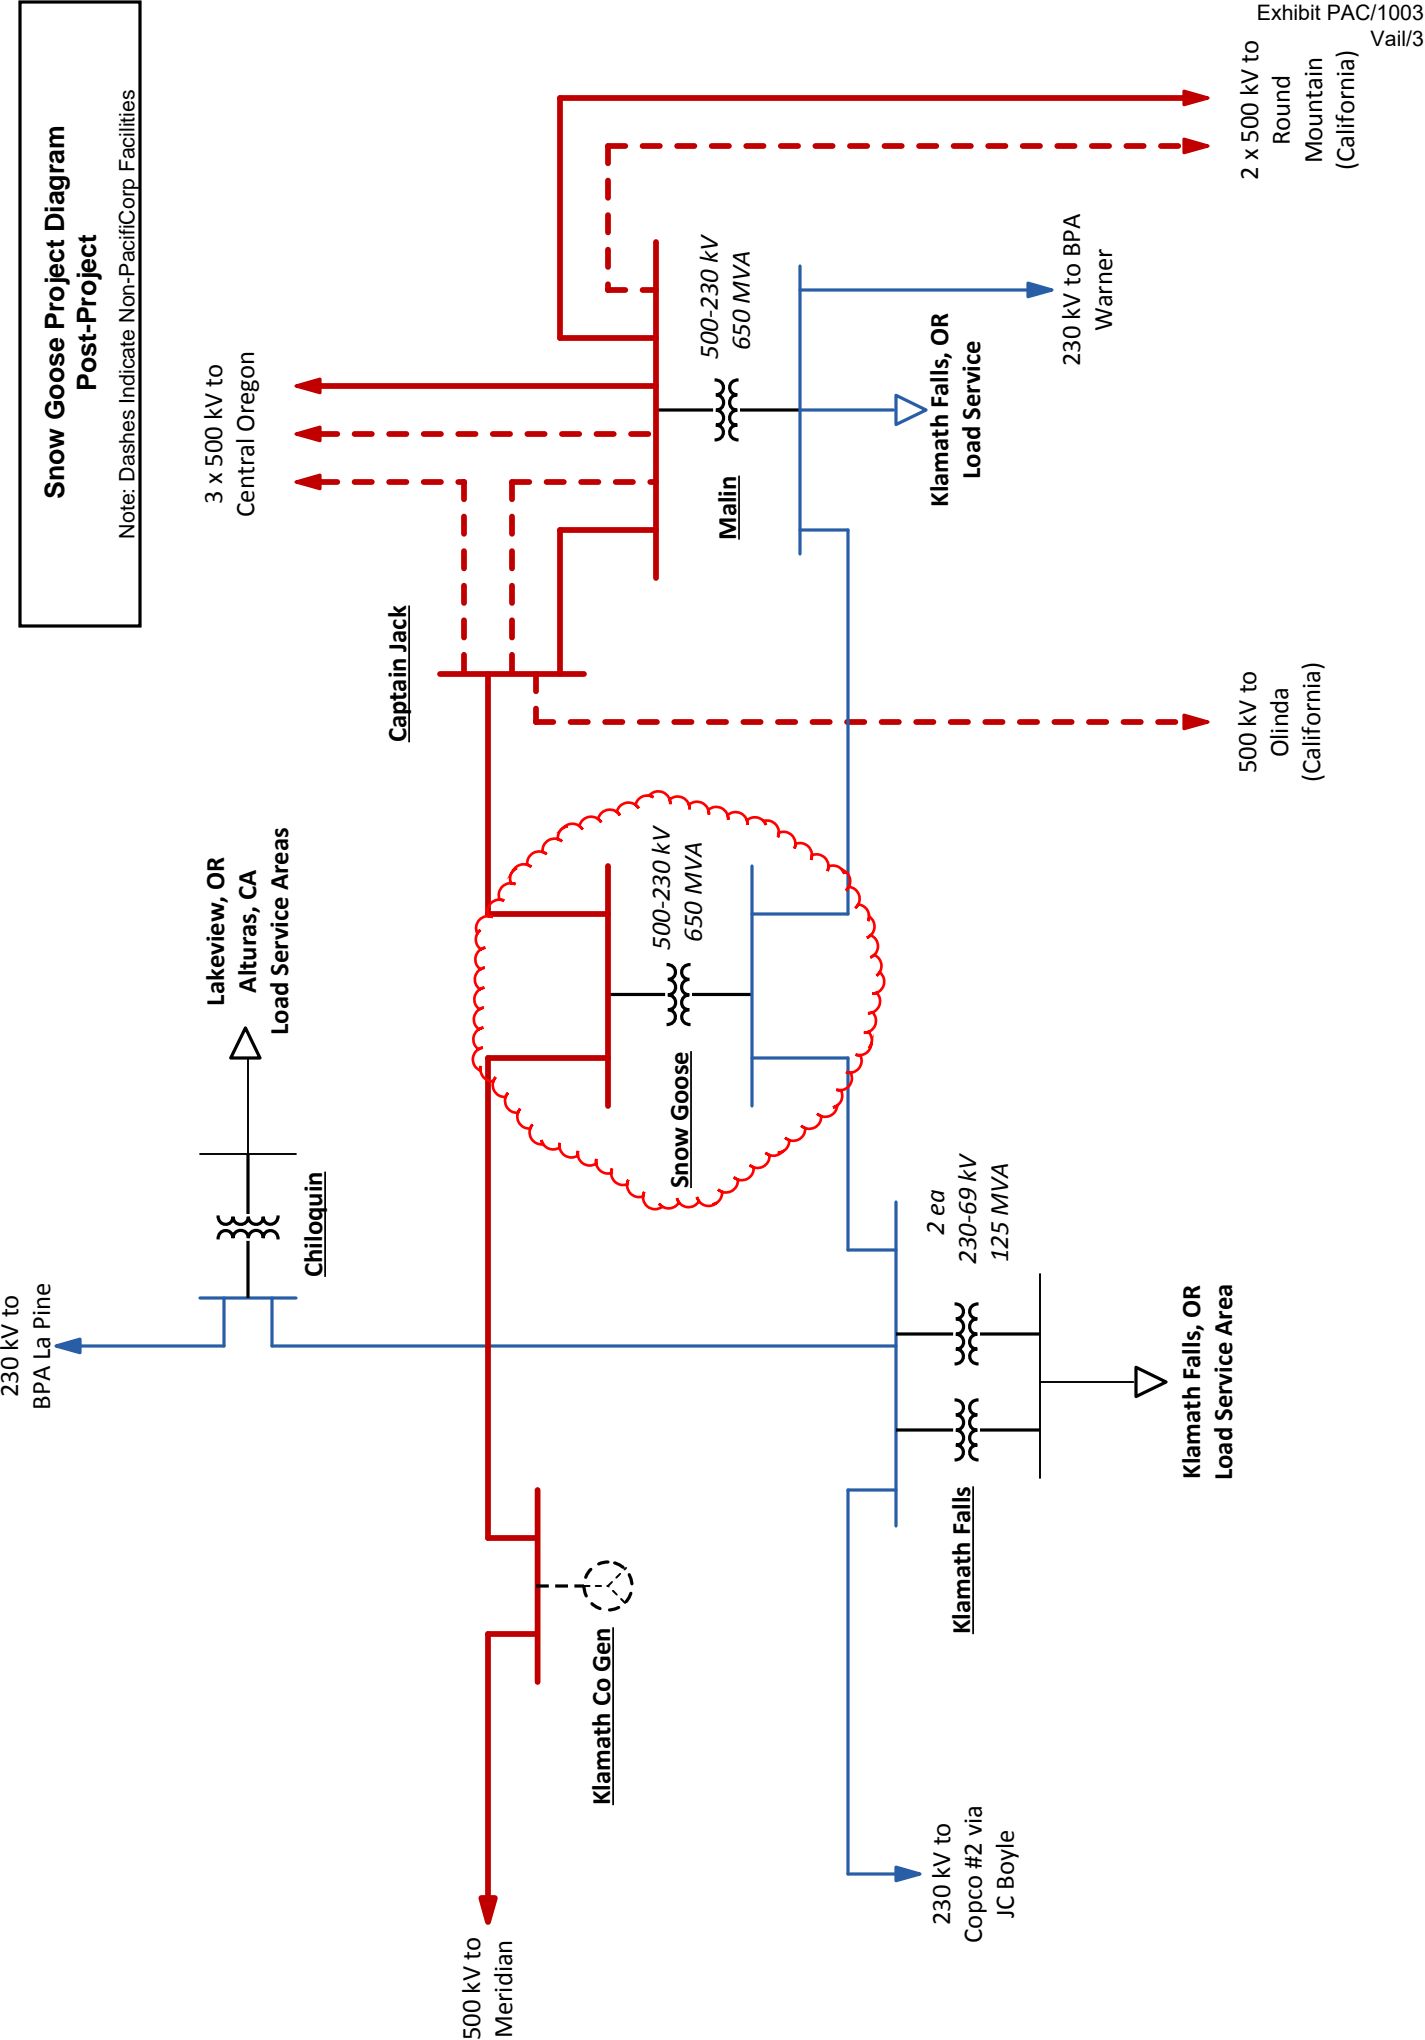 Exhibit PAC/1003
Vail/3
Snow Goose Project Diagram
Post-Project
Note: Dashes Indicate Non-PacifiCorp Facilities
230 kV to
BPA La Pine
Chiloquin
Lakeview, OR
Alturas, CA
Load Service Areas
3 x 500 kV to
Central Oregon
Captain Jack
500 kV to
Meridian
Klamath Co Gen
Snow Goose
500-230 kV
650 MVA
Malin
500-230 kV
650 MVA
230 kV to
Copco #2 via
JC Boyle
Klamath Falls
2 ea
230-69 kV
125 MVA
Klamath Falls, OR
Load Service
230 kV to BPA
Warner
Klamath Falls, OR
Load Service Area
500 kV to
Olinda
(California)
2 x 500 kV to
Round
Mountain
(California)